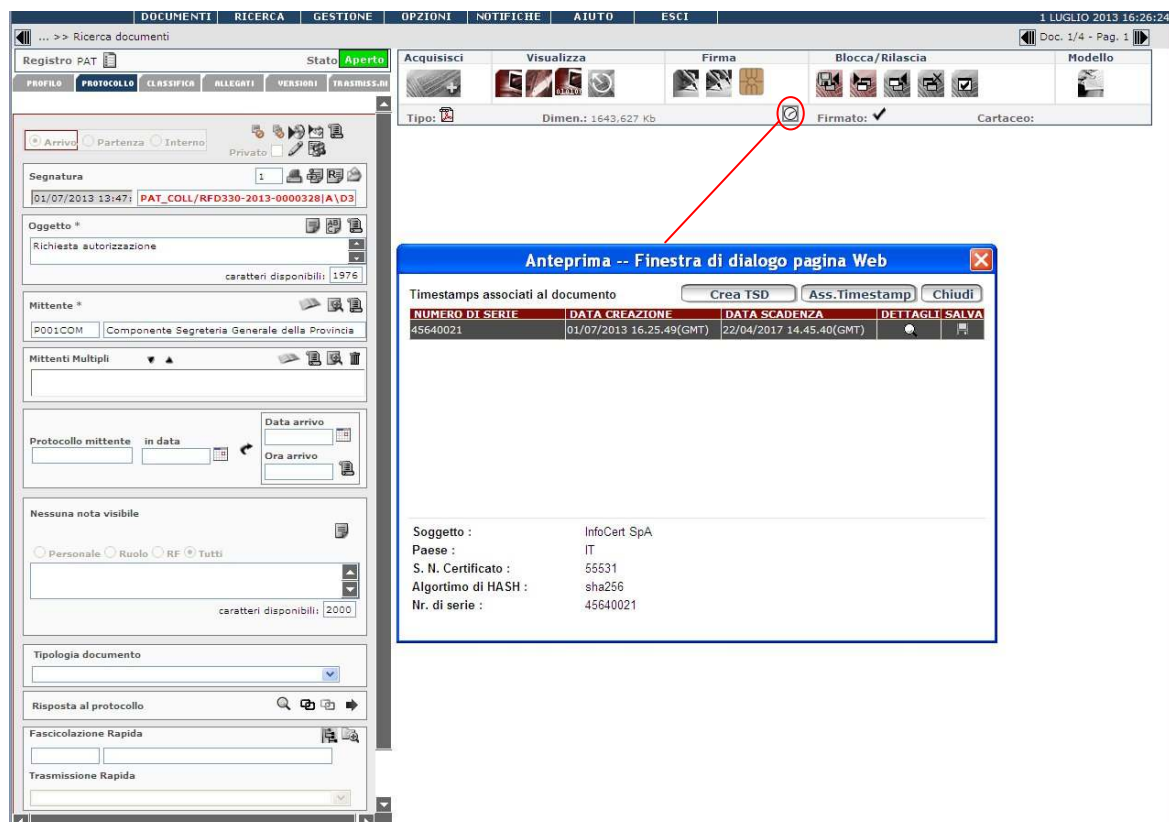 DOCUMENTI RICERCA GESTIONE OPZIONI NOTIFICHE AIUTO ESCI 1 LUGLIO 2013 16:26:24
... >> Ricerca documenti Doc. 1/4 - Pag. 1
Registro PAT Stato Aperto
PROFILO PROTOCOLLO CLASSIFICA ALLEGATI VERSIONI TRASMISS.NI
Acquisisci Visualizza Firma Blocca/Rilascia Modello
Tipo: Dimen.: 1643,627 Kb Firmato: Cartaceo:
Arrivo Partenza Interno Privato
Segnatura 1
01/07/2013 13:47: PAT_COLL/RFD330-2013-0000328|A\D3
Oggetto *
Richiesta autorizzazione
caratteri disponibili: 1976
Mittente *
P001COM Componente Segreteria Generale della Provincia
Mittenti Multipli
Protocollo mittente in data Data arrivo
Ora arrivo
Nessuna nota visibile
Personale Ruolo RF Tutti
caratteri disponibili: 2000
Tipologia documento
Risposta al protocollo
Fascicolazione Rapida
Trasmissione Rapida
Anteprima -- Finestra di dialogo pagina Web
Timestamps associati al documento Crea TSD Ass.Timestamp Chiudi
NUMERO DI SERIE DATA CREAZIONE DATA SCADENZA DETTAGLI SALVA
45640021 01/07/2013 16.25.49(GMT) 22/04/2017 14.45.40(GMT)
Soggetto : InfoCert SpA
Paese : IT
S. N. Certificato : 55531
Algortimo di HASH : sha256
Nr. di serie : 45640021